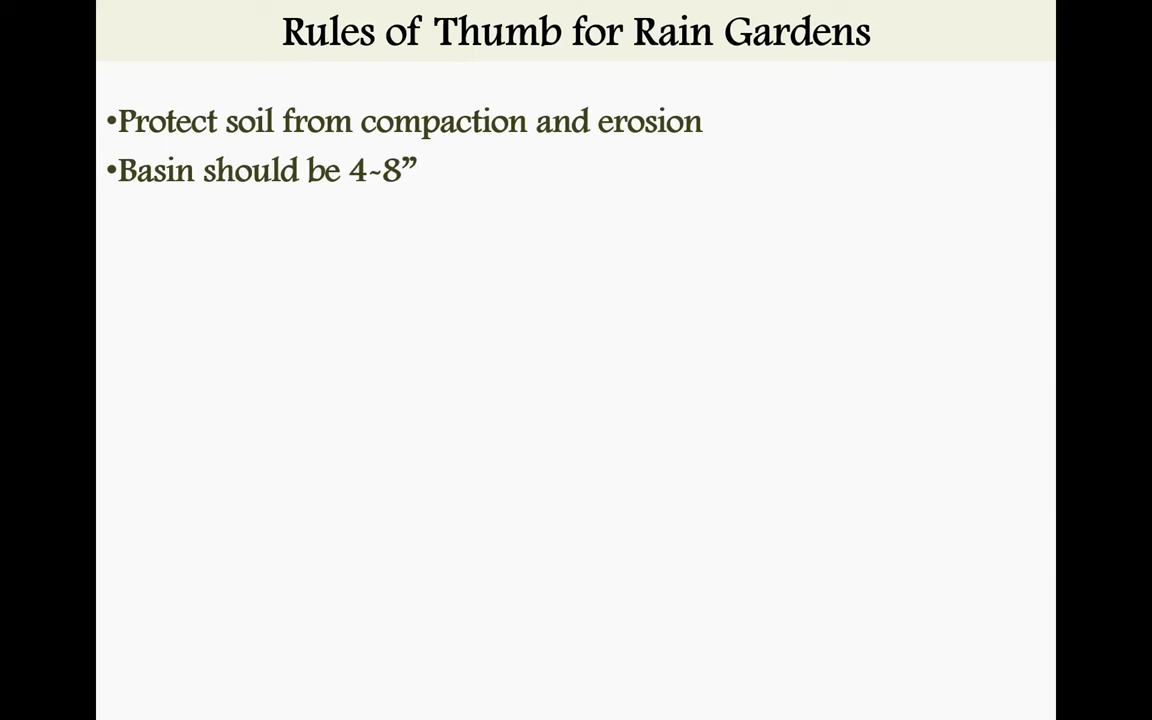 Rules of Thumb for Rain Gardens
•Protect soil from compaction and erosion
•Basin should be 4-8”